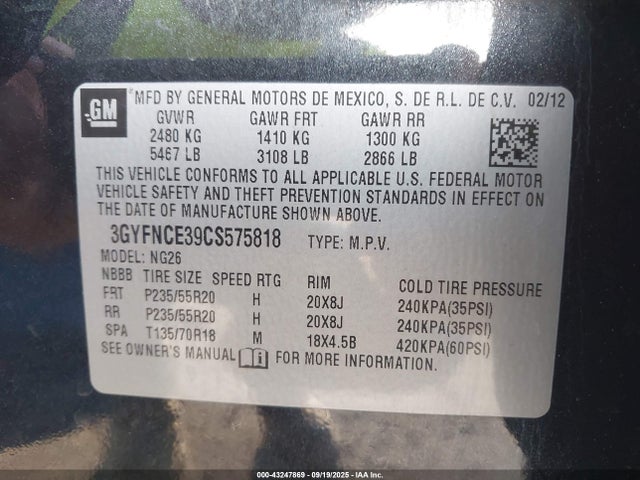 GM
MFD BY GENERAL MOTORS DE MEXICO, S. DE R.L. DE C.V. 02/12
GVWR GAWR FRT GAWR RR
2480 KG 1410 KG 1300 KG
5467 LB 3108 LB 2866 LB
THIS VEHICLE CONFORMS TO ALL APPLICABLE U.S. FEDERAL MOTOR
VEHICLE SAFETY AND THEFT PREVENTION STANDARDS IN EFFECT ON
THE DATE OF MANUFACTURE SHOWN ABOVE.
3GYFNCE39CS575818 TYPE: M.P.V.
MODEL: NG26
NBBB TIRE SIZE SPEED RTG RIM COLD TIRE PRESSURE
FRT P235/55R20 H 20X8J 240KPA(35PSI)
RR P235/55R20 H 20X8J 240KPA(35PSI)
SPA T135/70R18 M 18X4.5B 420KPA(60PSI)
SEE OWNER'S MANUAL FOR MORE INFORMATION.
000-43247869 - 09/19/2025 - IAA Inc.